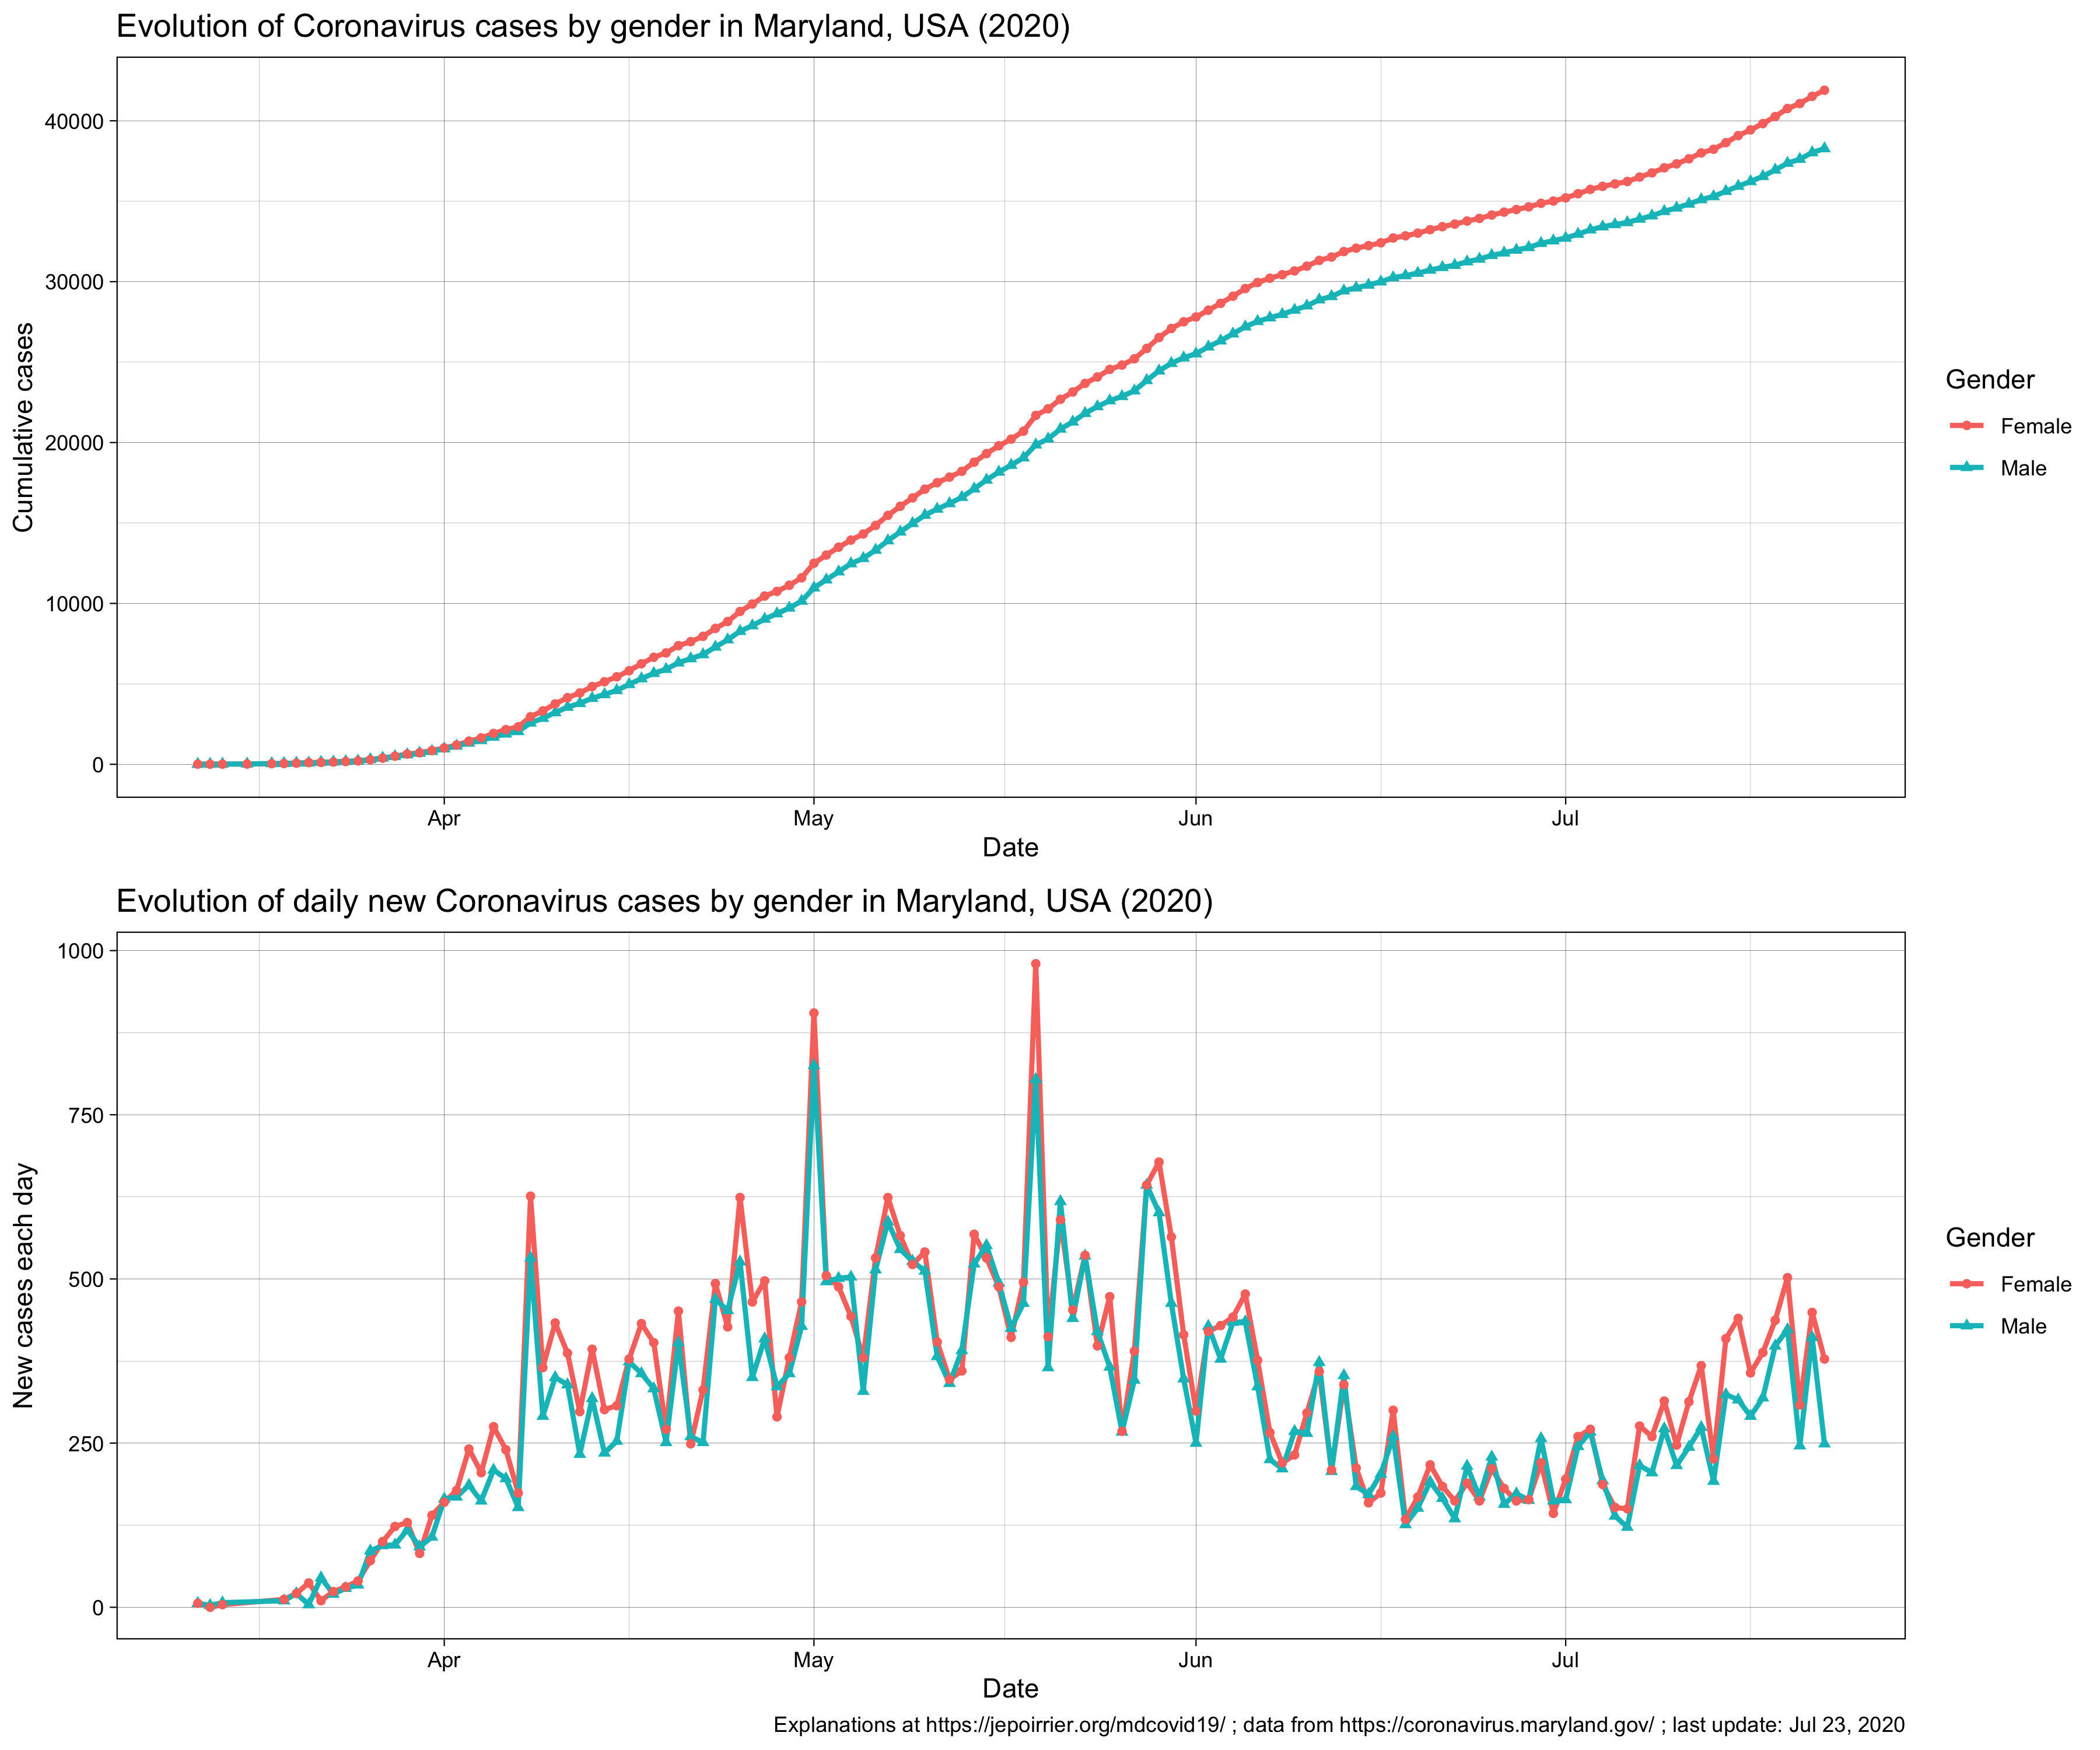 Evolution of Coronavirus cases by gender in Maryland, USA (2020)
40000
30000
20000
10000
0
Cumulative cases
Apr May Jun Jul
Date
Gender
Female
Male
Evolution of daily new Coronavirus cases by gender in Maryland, USA (2020)
1000
750
500
250
0
New cases each day
Apr May Jun Jul
Date
Gender
Female
Male
Explanations at https://jepoirrier.org/mdcovid19/ ; data from https://coronavirus.maryland.gov/ ; last update: Jul 23, 2020